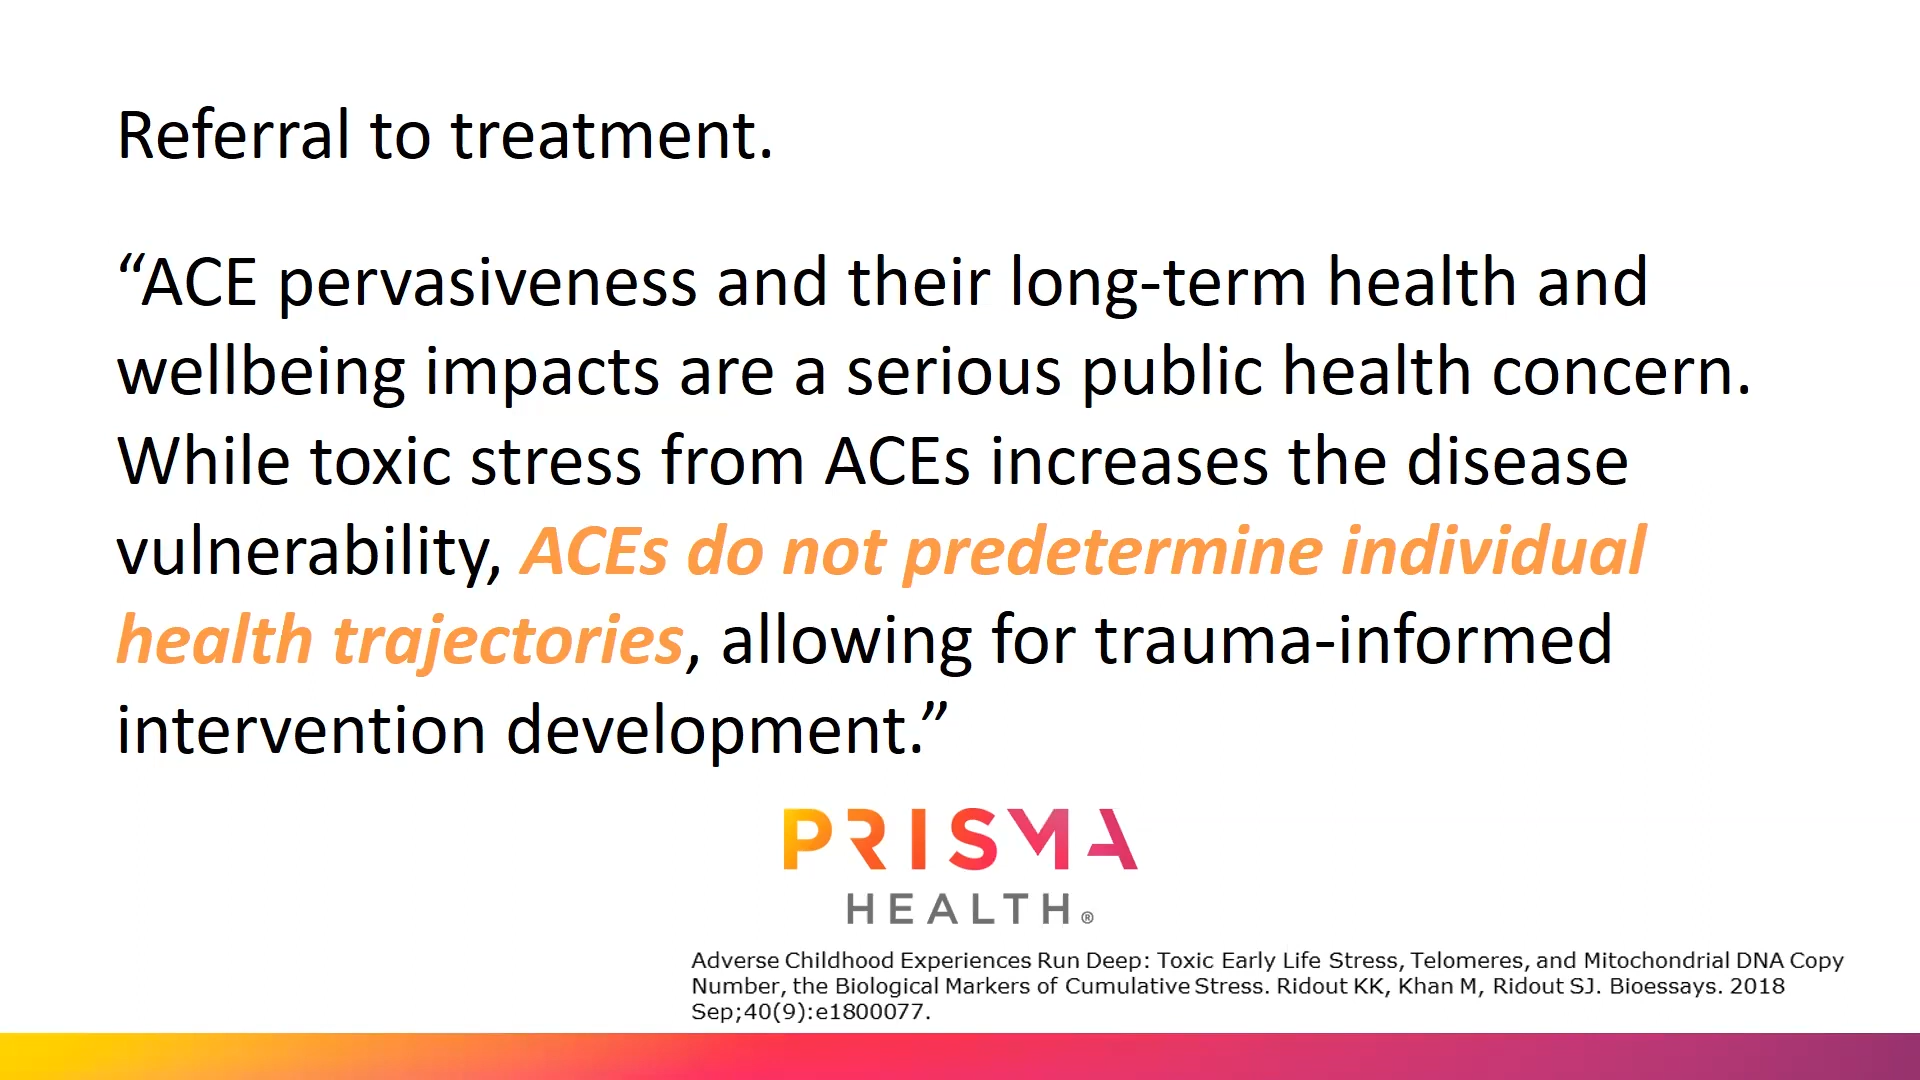 Referral to treatment.
“ACE pervasiveness and their long-term health and
wellbeing impacts are a serious public health concern.
While toxic stress from ACEs increases the disease
vulnerability, ACEs do not predetermine individual
health trajectories, allowing for trauma-informed
intervention development.”
PRISMA
HEALTH®
Adverse Childhood Experiences Run Deep: Toxic Early Life Stress, Telomeres, and Mitochondrial DNA Copy
Number, the Biological Markers of Cumulative Stress. Ridout KK, Khan M, Ridout SJ. Bioessays. 2018
Sep;40(9):e1800077.